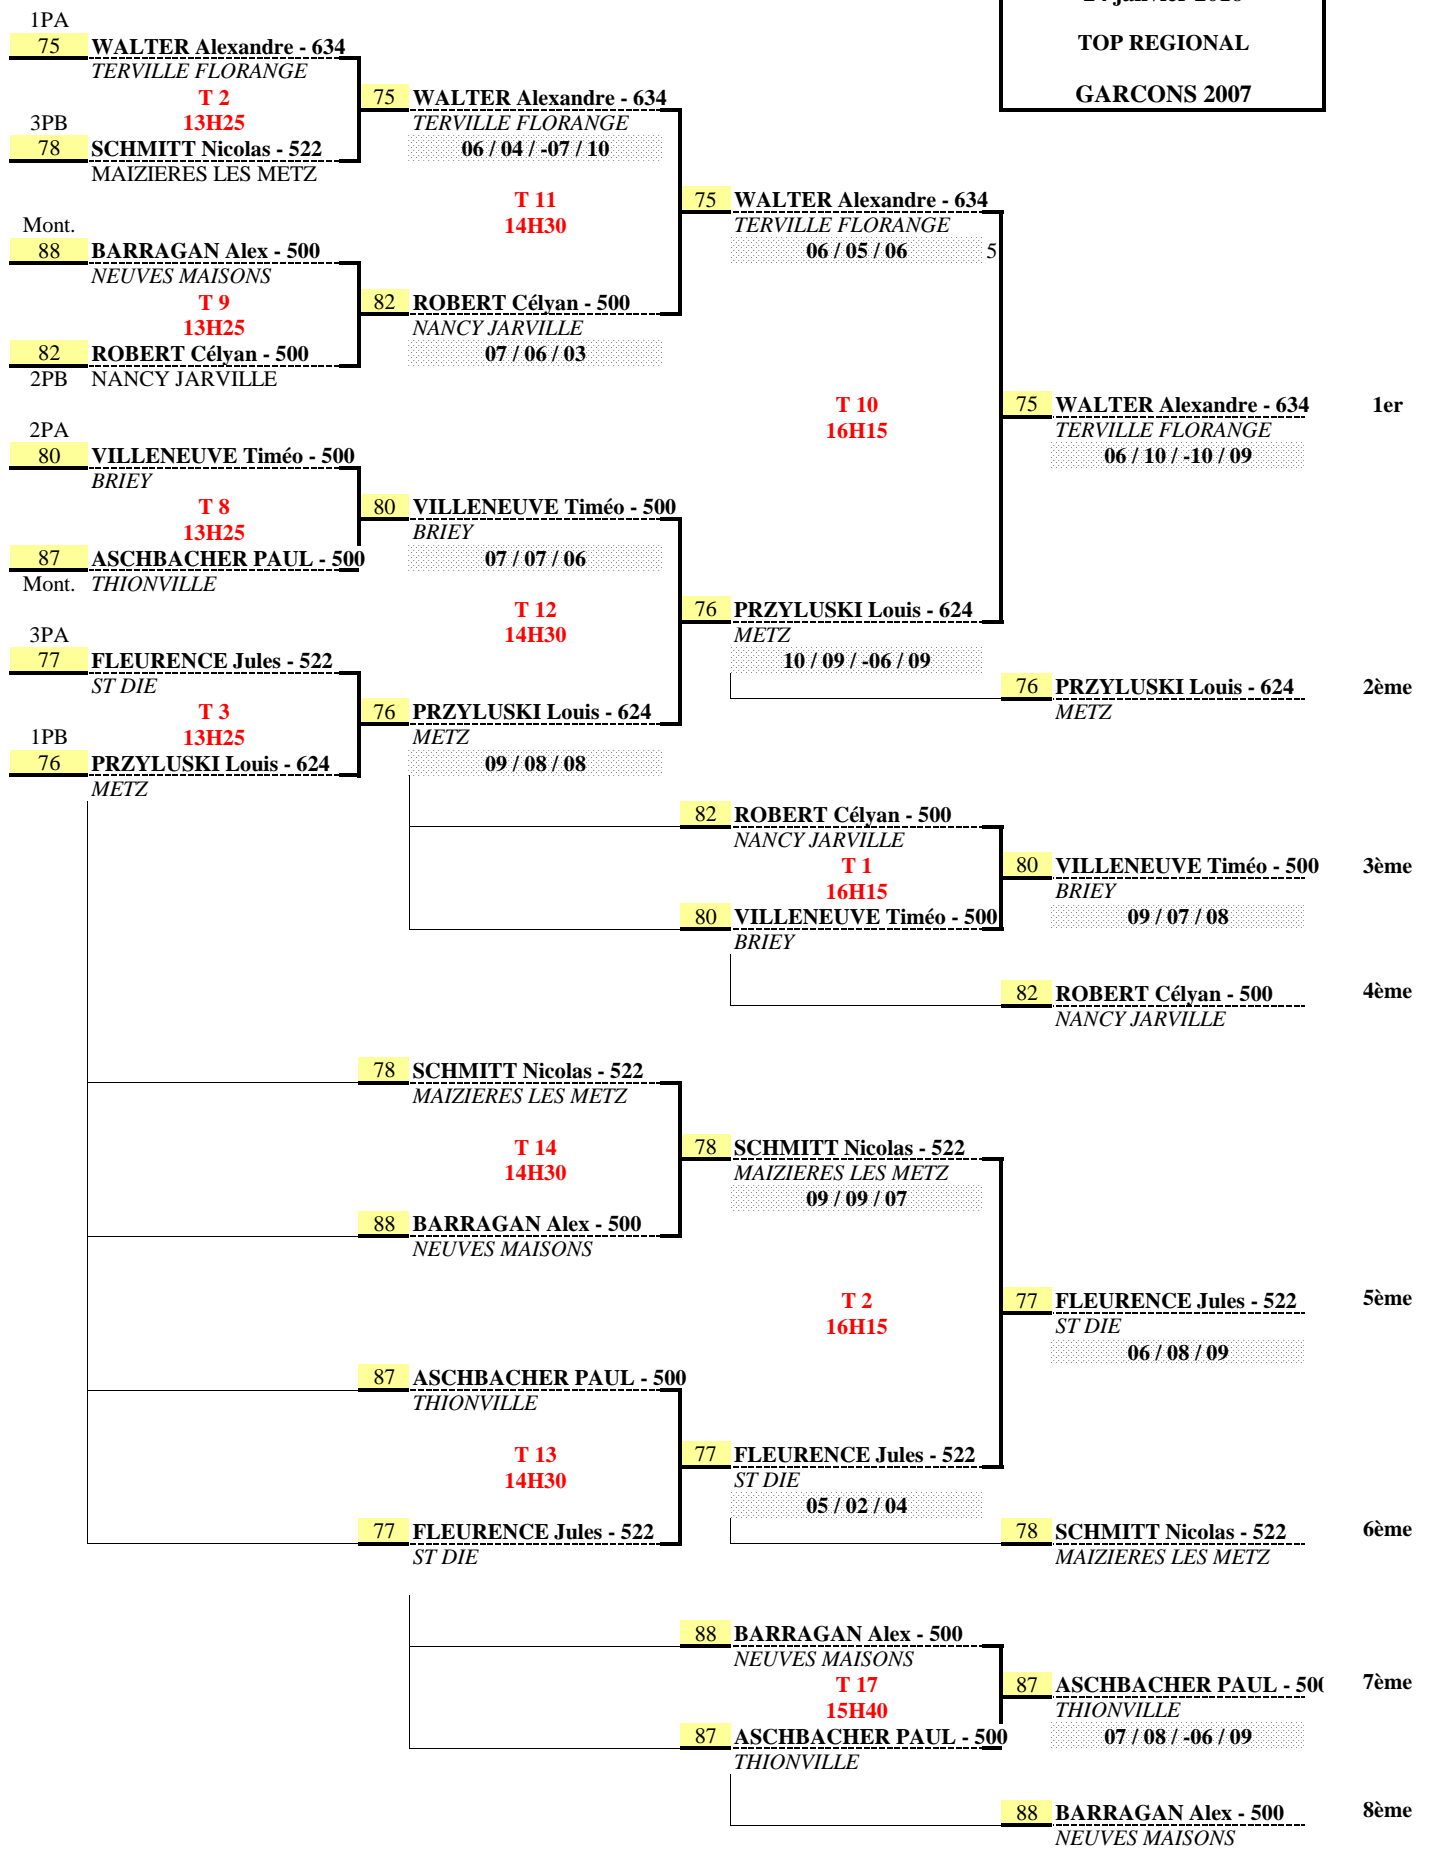 TOP REGIONAL
GARCONS 2007
1PA
75 WALTER Alexandre - 634
TERVILLE FLORANGE
T 2
13H25
3PB
78 SCHMITT Nicolas - 522
MAIZIERES LES METZ
75 WALTER Alexandre - 634
TERVILLE FLORANGE
06 / 04 / -07 / 10
Mont.
88 BARRAGAN Alex - 500
NEUVES MAISONS
T 9
13H25
82 ROBERT Célyan - 500
2PB NANCY JARVILLE
82 ROBERT Célyan - 500
NANCY JARVILLE
07 / 06 / 03
T 11
14H30
75 WALTER Alexandre - 634
TERVILLE FLORANGE
06 / 05 / 06 5
2PA
80 VILLENEUVE Timéo - 500
BRIEY
T 8
13H25
87 ASCHBACHER PAUL - 500
Mont. THIONVILLE
80 VILLENEUVE Timéo - 500
BRIEY
07 / 07 / 06
3PA
77 FLEURENCE Jules - 522
ST DIE
T 3
13H25
1PB
76 PRZYLUSKI Louis - 624
METZ
76 PRZYLUSKI Louis - 624
METZ
09 / 08 / 08
T 12
14H30
76 PRZYLUSKI Louis - 624
METZ
10 / 09 / -06 / 09
T 10
16H15
75 WALTER Alexandre - 634 1er
TERVILLE FLORANGE
06 / 10 / -10 / 09
76 PRZYLUSKI Louis - 624 2ème
METZ
82 ROBERT Célyan - 500
NANCY JARVILLE
T 1
16H15
80 VILLENEUVE Timéo - 500
BRIEY
80 VILLENEUVE Timéo - 500 3ème
BRIEY
09 / 07 / 08
82 ROBERT Célyan - 500 4ème
NANCY JARVILLE
78 SCHMITT Nicolas - 522
MAIZIERES LES METZ
T 14
14H30
88 BARRAGAN Alex - 500
NEUVES MAISONS
78 SCHMITT Nicolas - 522
MAIZIERES LES METZ
09 / 09 / 07
87 ASCHBACHER PAUL - 500
THIONVILLE
T 13
14H30
77 FLEURENCE Jules - 522
ST DIE
77 FLEURENCE Jules - 522
ST DIE
05 / 02 / 04
T 2
16H15
77 FLEURENCE Jules - 522 5ème
ST DIE
06 / 08 / 09
78 SCHMITT Nicolas - 522 6ème
MAIZIERES LES METZ
88 BARRAGAN Alex - 500
NEUVES MAISONS
T 17
15H40
87 ASCHBACHER PAUL - 500
THIONVILLE
87 ASCHBACHER PAUL - 500 7ème
THIONVILLE
07 / 08 / -06 / 09
88 BARRAGAN Alex - 500 8ème
NEUVES MAISONS